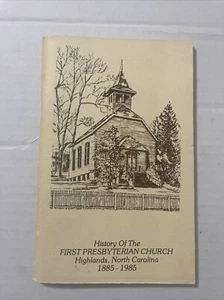 History Of The
FIRST PRESBYTERIAN CHURCH
Highlands, North Carolina
1885 - 1985